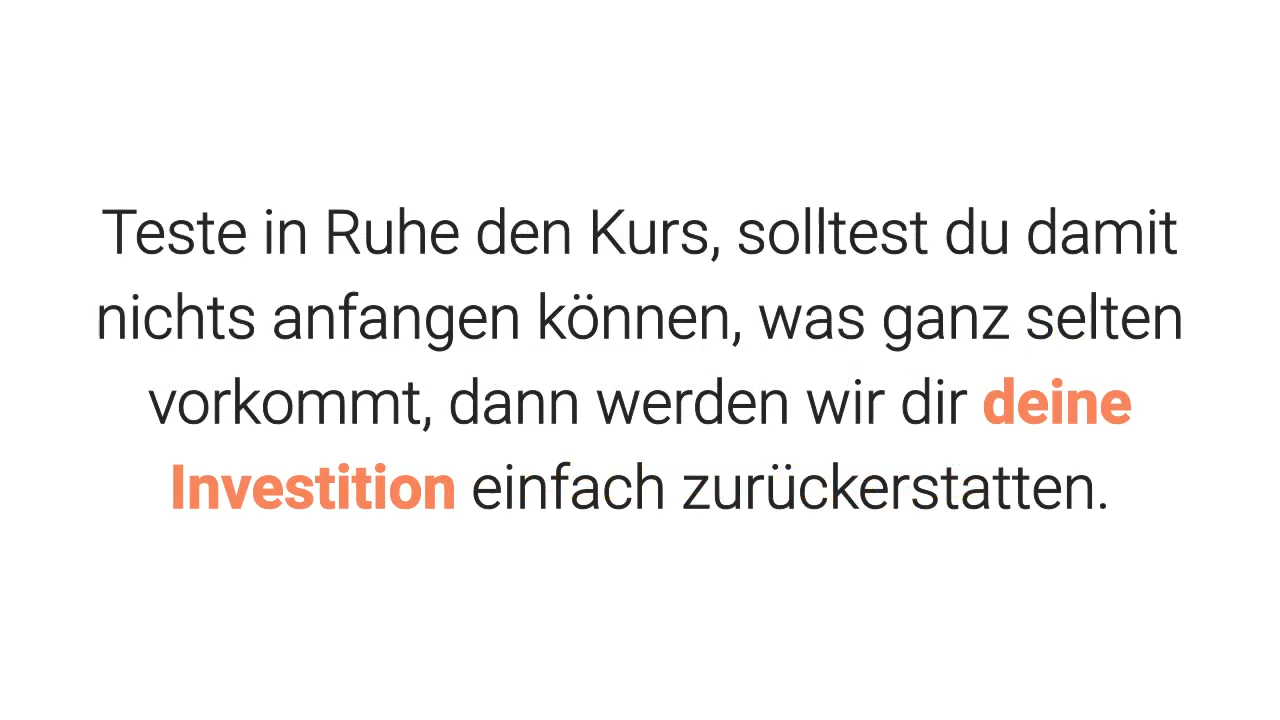 Teste in Ruhe den Kurs, solltest du damit
nichts anfangen können, was ganz selten
vorkommt, dann werden wir dir deine
Investition einfach zurückerstatten.